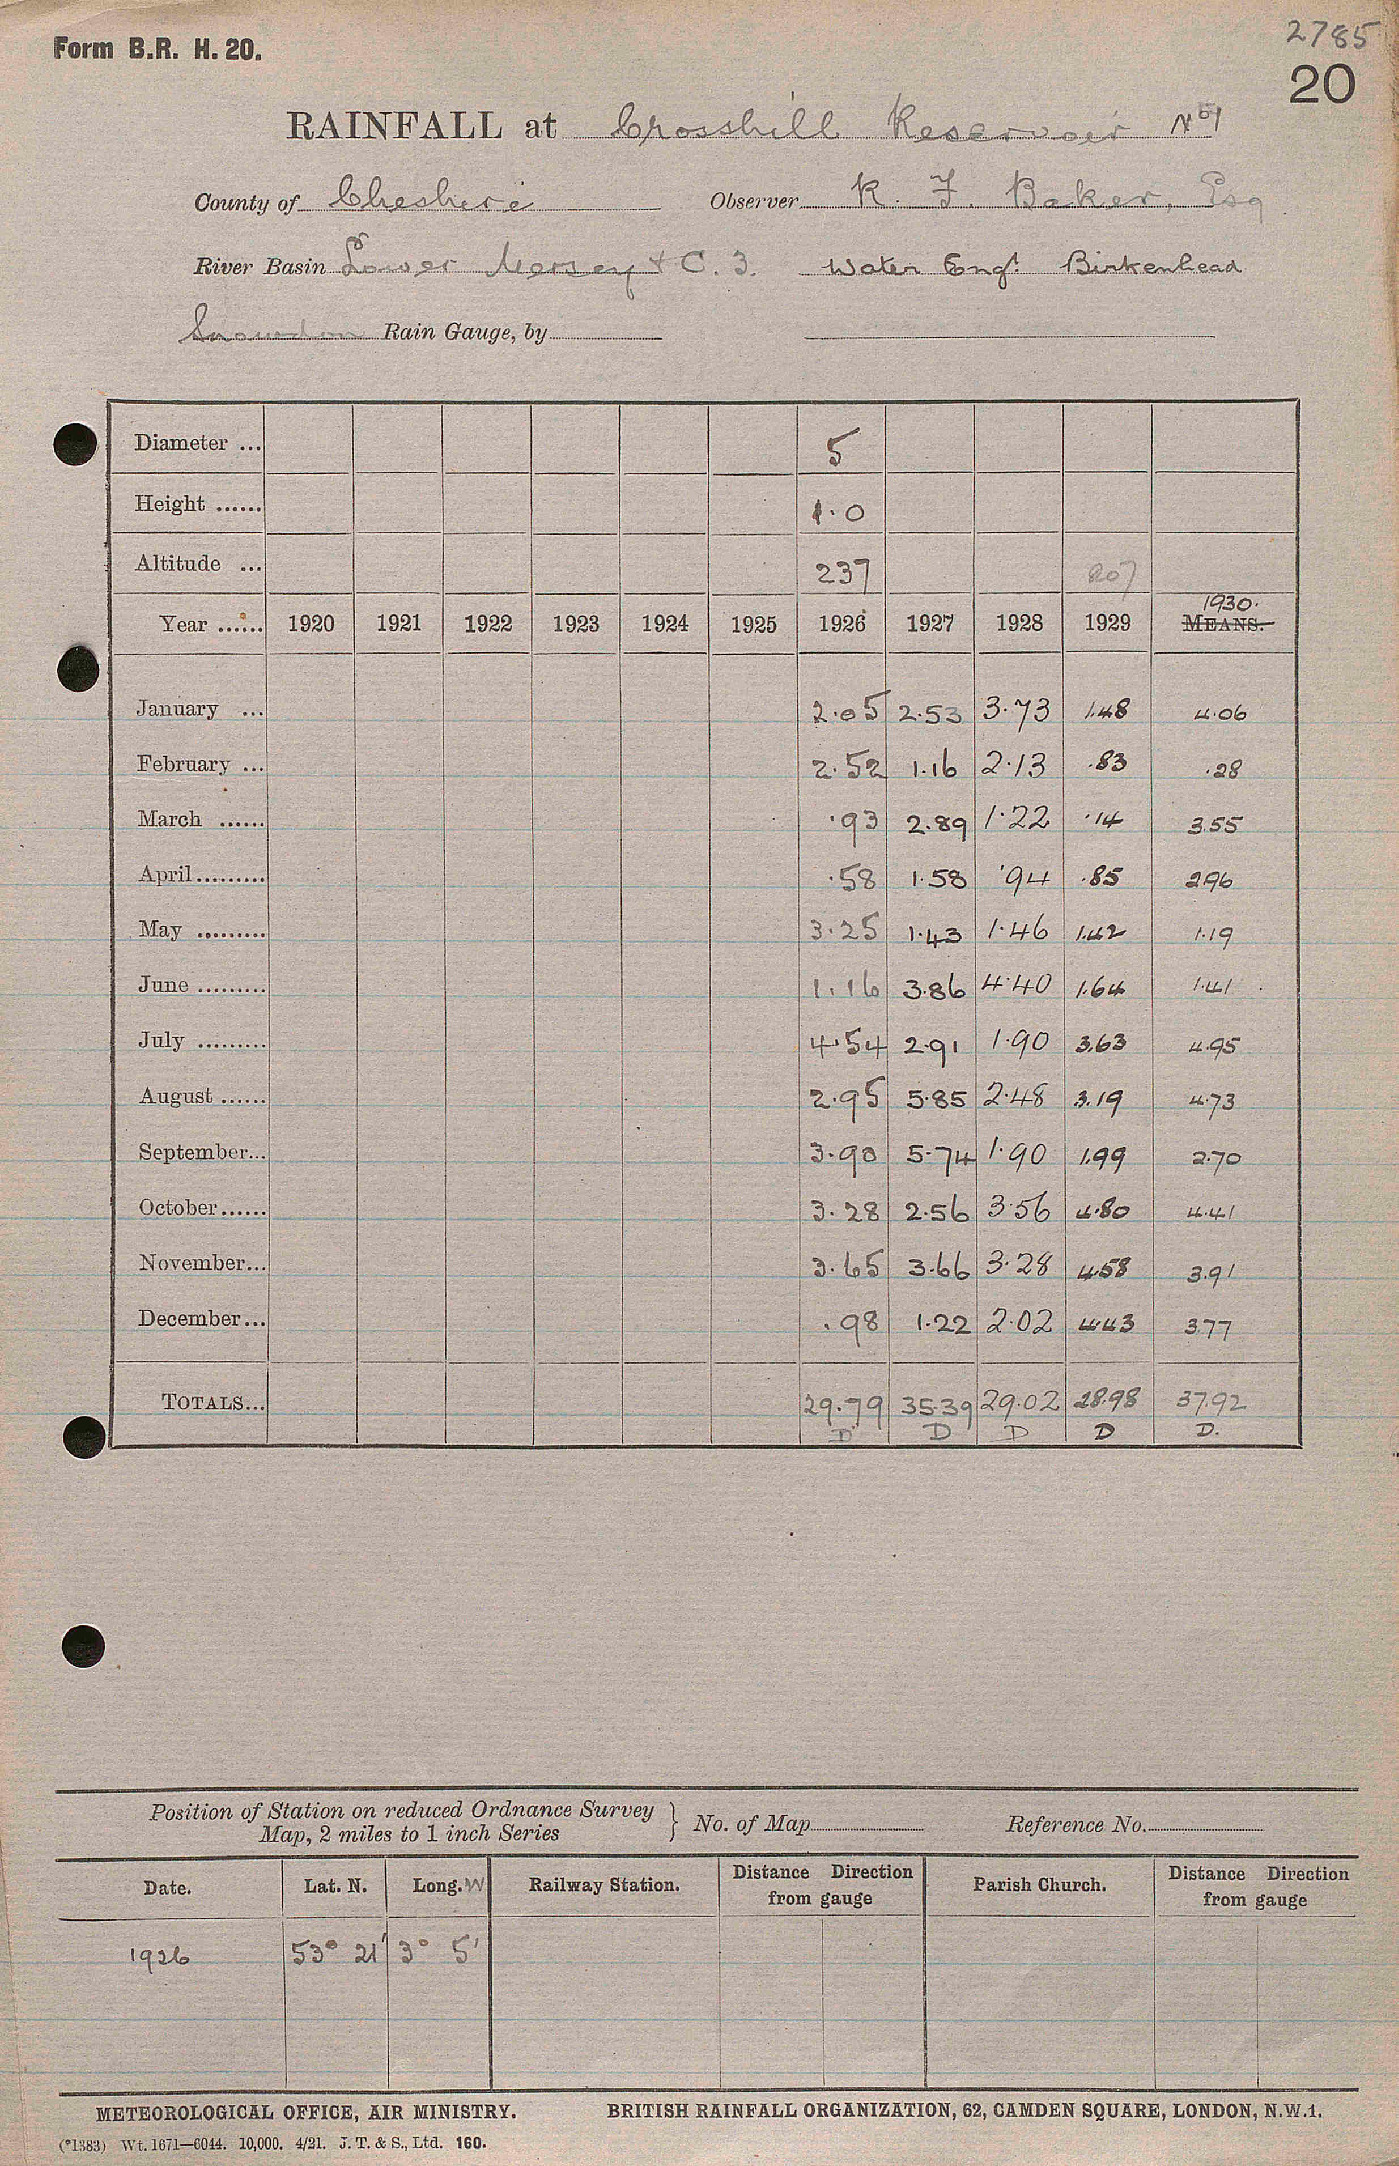 2785
Form B.R. H. 20.
20
RAINFALL at Crosshill Reservoir No 1
County of Cheshire Observer R. F. Baker, Esq
River Basin Lower Mersey & C. 3. Water Engr. Birkenhead
Snowdon Rain Gauge, by
Diameter ... 5
Height ...... 1.0
Altitude ... 237 207
1930.
Year ...... 1920 1921 1922 1923 1924 1925 1926 1927 1928 1929 MEANS.
January ... 2.05 2.53 3.73 1.48 4.06
February ... 2.52 1.16 2.13 .83 .28
March ...... .93 2.89 1.22 .14 3.55
April ......... .58 1.58 .94 .85 2.96
May ......... 3.25 1.43 1.46 1.42 1.19
June ......... 1.16 3.86 4.40 1.64 1.41
July ......... 4.54 2.91 1.90 3.63 4.95
August ...... 2.95 5.85 2.48 3.19 4.73
September... 3.90 5.74 1.90 1.99 2.70
October...... 3.28 2.56 3.56 4.80 4.41
November... 3.65 3.66 3.28 4.58 3.91
December... .98 1.22 2.02 4.43 3.77
TOTALS... 29.79 35.39 29.02 28.98 37.92
D D D D D.
Position of Station on reduced Ordnance Survey
Map, 2 miles to 1 inch Series } No. of Map Reference No.
Date. Lat. N. Long. W Railway Station. Distance Direction from gauge Parish Church. Distance Direction from gauge
1926 53° 21' 3° 5'
METEOROLOGICAL OFFICE, AIR MINISTRY. BRITISH RAINFALL ORGANIZATION, 62, CAMDEN SQUARE, LONDON, N.W.1.
(*1383) Wt. 1671—6044. 10,000. 4/21. J. T. & S., Ltd. 160.